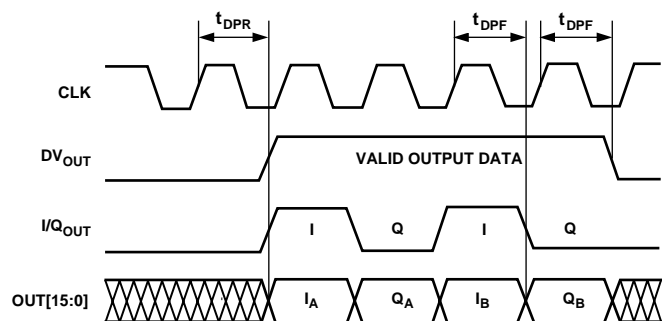 tDPR tDPF tDPF
CLK
DVOUT VALID OUTPUT DATA
I/QOUT I Q I Q
OUT[15:0] IA QA IB QB